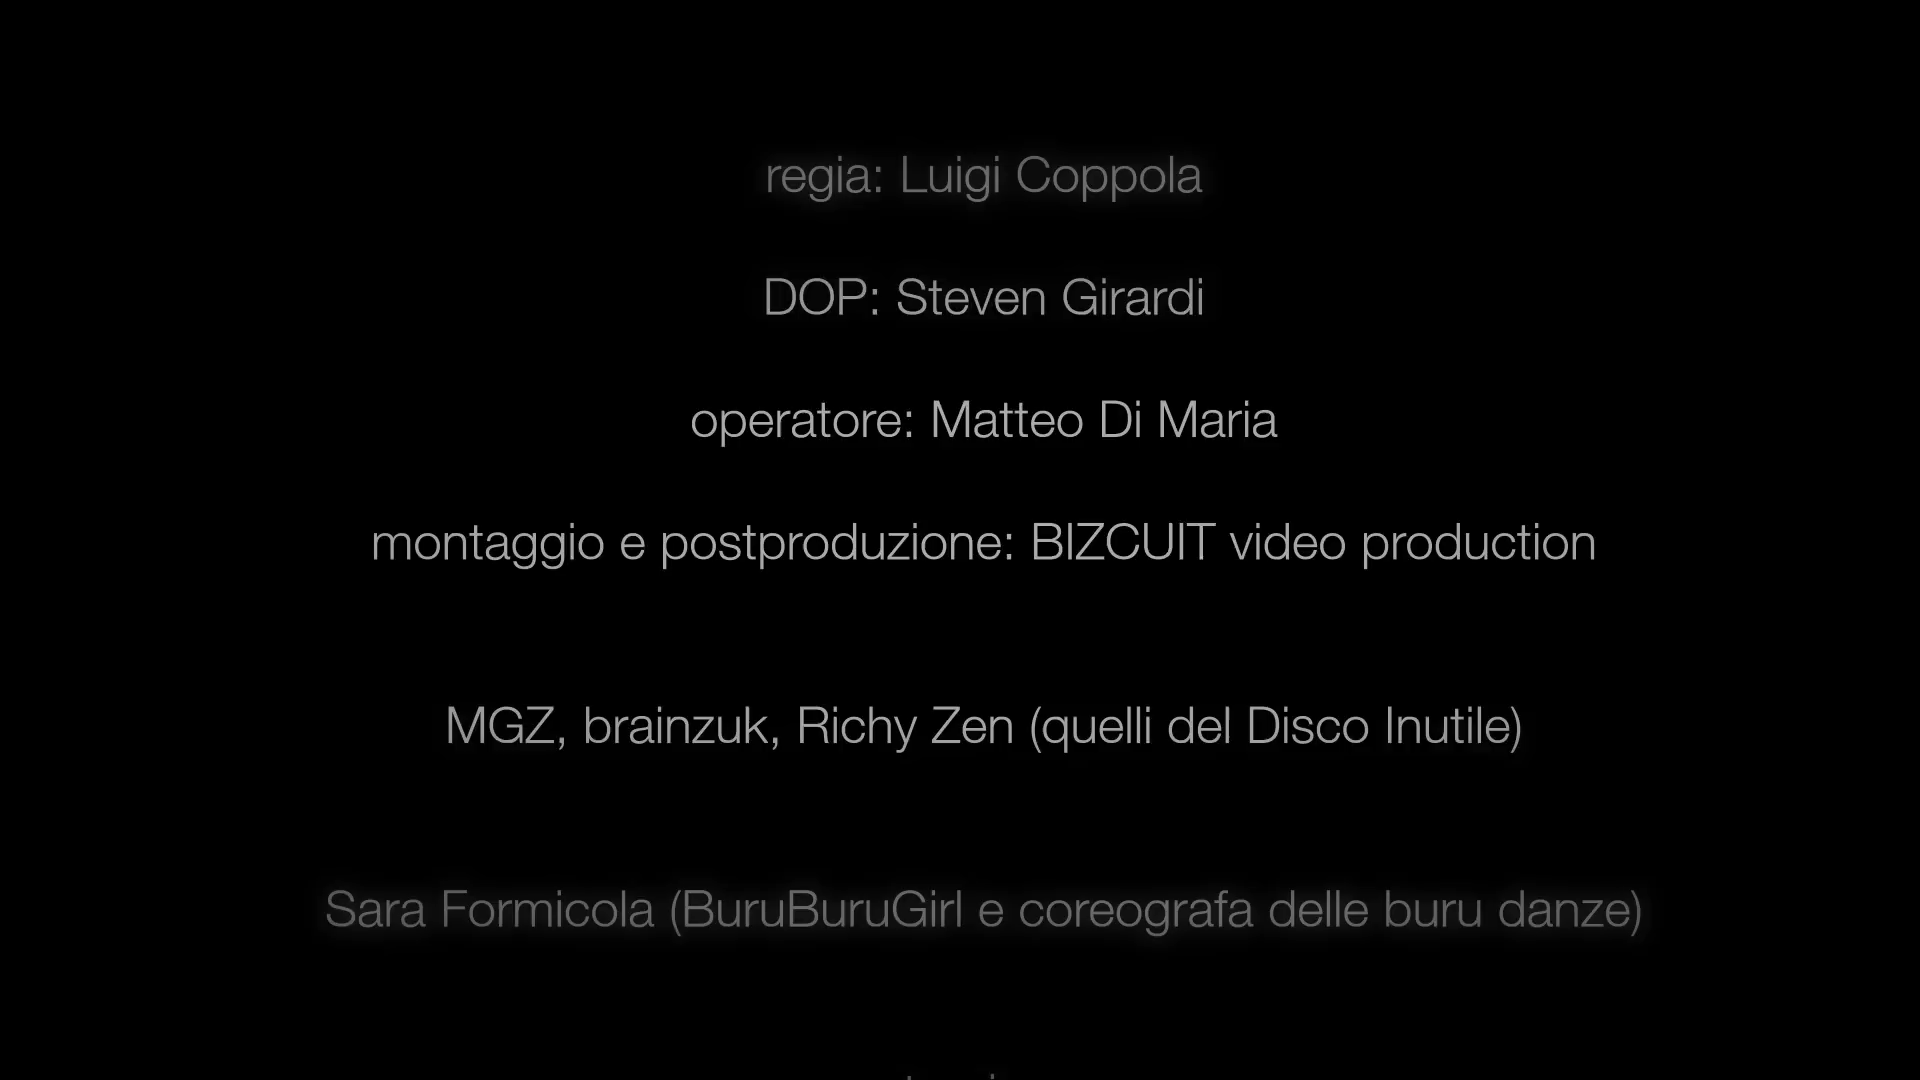 regia: Luigi Coppola
DOP: Steven Girardi
operatore: Matteo Di Maria
montaggio e postproduzione: BIZCUIT video production
MGZ, brainzuk, Richy Zen (quelli del Disco Inutile)
Sara Formicola (BuruBuruGirl e coreografa delle buru danze)